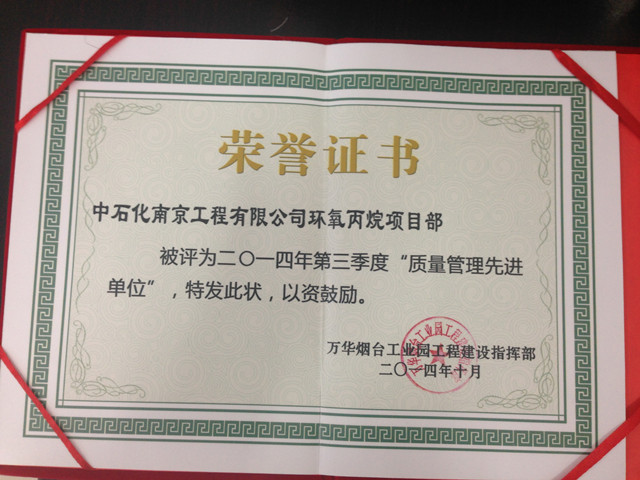 荣誉证书
中石化南京工程有限公司环氧丙烷项目部
被评为二〇一四年第三季度“质量管理先进
单位”，特发此状，以资鼓励。
万华烟台工业园工程建设指挥部
二〇一四年十月